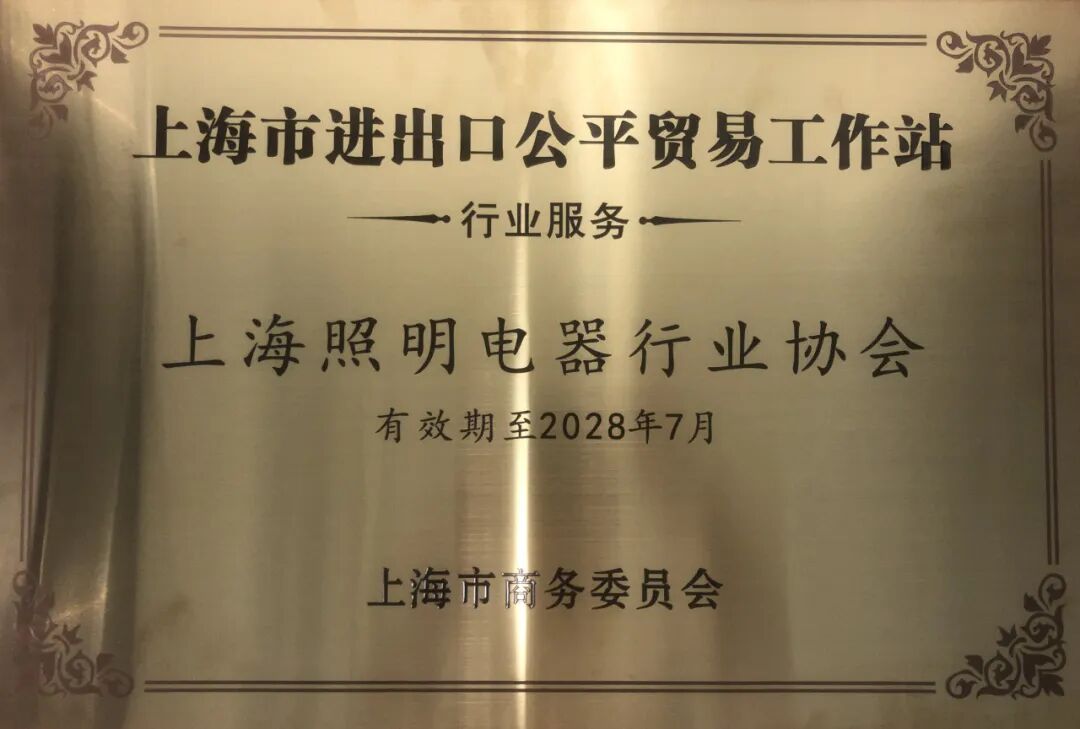 上海市进出口公平贸易工作站
行业服务
上海照明电器行业协会
有效期至2028年7月
上海市商务委员会